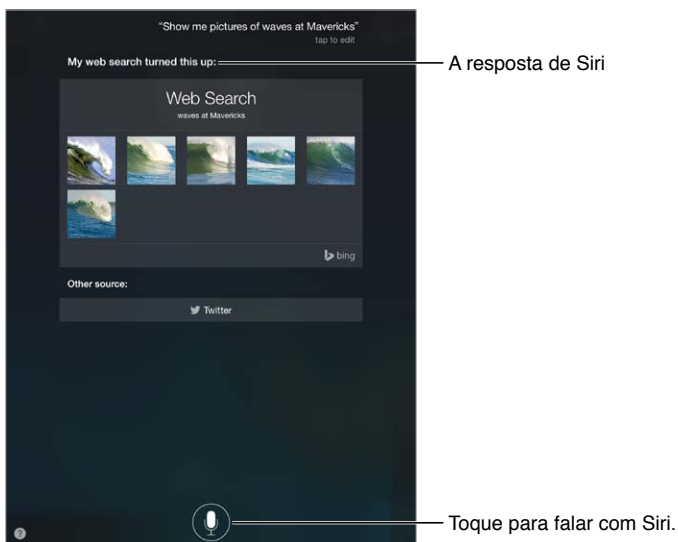 “Show me pictures of waves at Mavericks”
tap to edit
My web search turned this up:
A resposta de Siri
Web Search
waves at Mavericks
bing
Other source:
Twitter
?
Toque para falar com Siri.